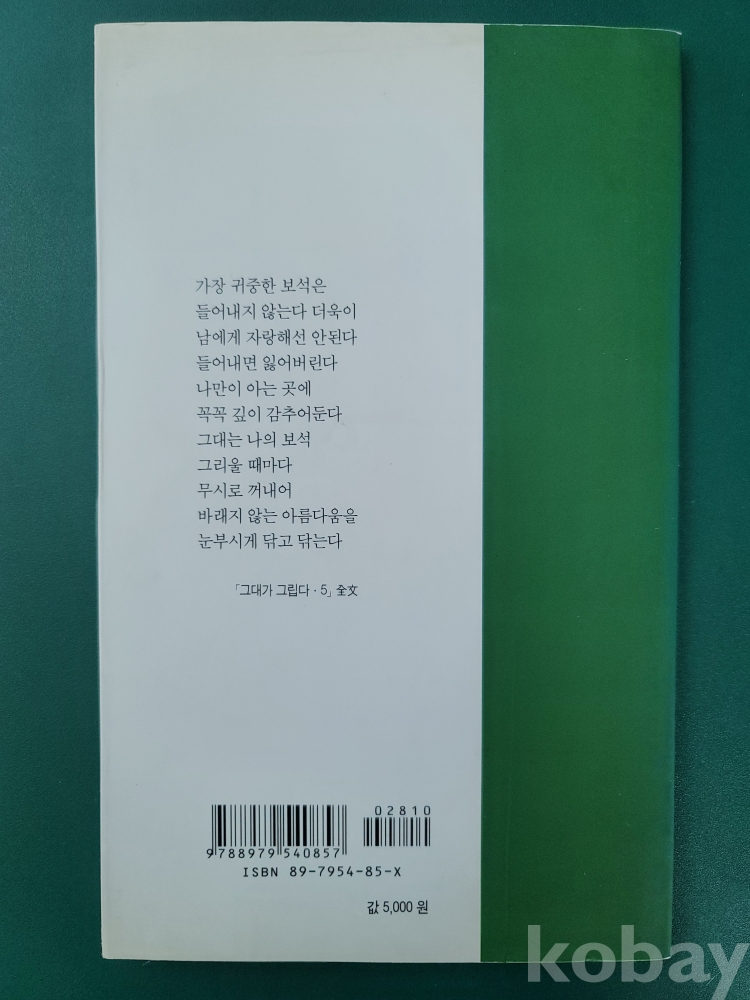 가장 귀중한 보석은
들어내지 않는다 더욱이
남에게 자랑해선 안된다
들어내면 잃어버린다
나만이 아는 곳에
꼭꼭 깊이 감추어둔다
그대는 나의 보석
그리울 때마다
무시로 꺼내어
바래지 않는 아름다움을
눈부시게 닦고 닦는다
「그대가 그립다 · 5」 全文
02810
9788979540857
ISBN 89-7954-85-X
값 5,000 원
kobay